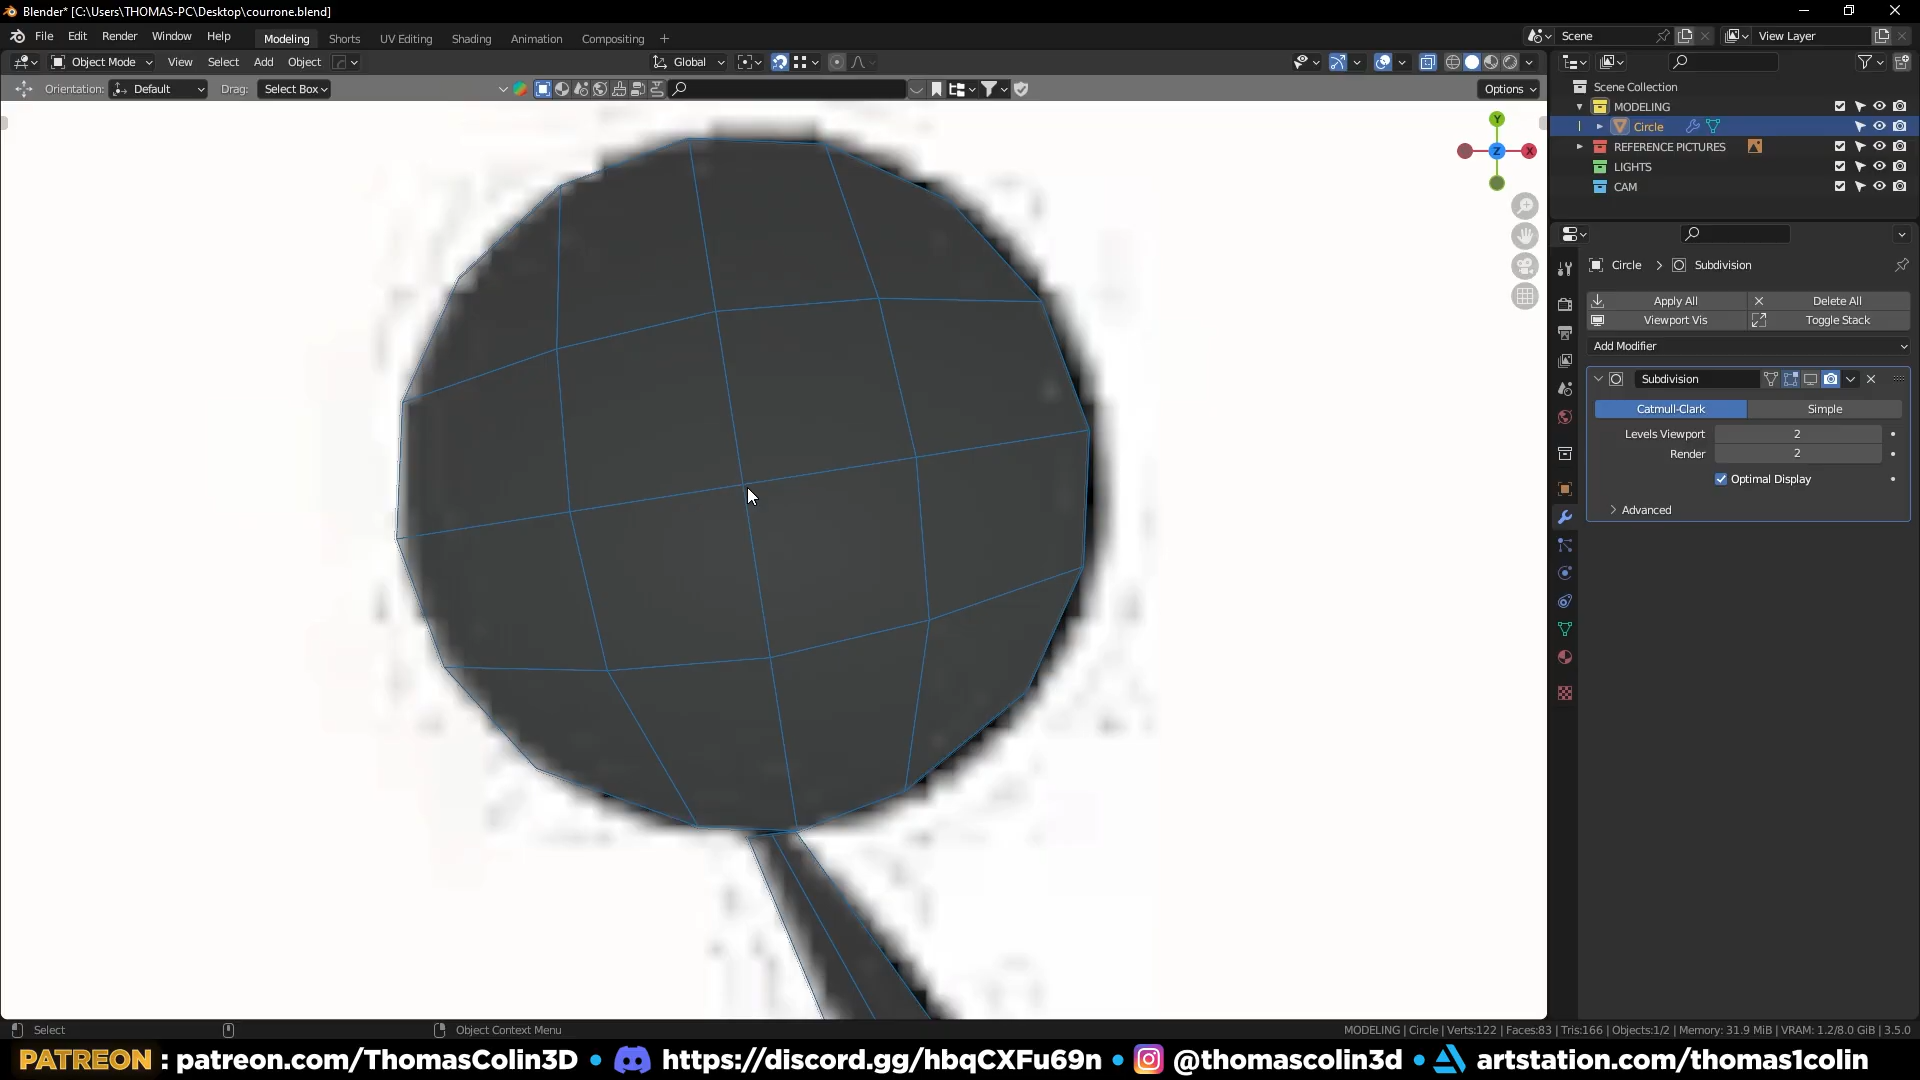 Blender* [C:\Users\THOMAS-PC\Desktop\courrone.blend]
File Edit Render Window Help Modeling Shorts UV Editing Shading Animation Compositing + Scene View Layer
Object Mode View Select Add Object Global
Orientation: Default Drag: Select Box Options
Scene Collection
MODELING
Circle
REFERENCE PICTURES
LIGHTS
CAM
Y
Z
X
Circle > Subdivision
Apply All Delete All
Viewport Vis Toggle Stack
Add Modifier
Subdivision
Catmull-Clark Simple
Levels Viewport 2
Render 2
Optimal Display
Advanced
Select Object Context Menu MODELING | Circle | Verts:122 | Faces:83 | Tris:166 | Objects:1/2 | Memory: 31.9 MiB | VRAM: 1.2/8.0 GiB | 3.5.0
PATREON : patreon.com/ThomasColin3D • https://discord.gg/hbqCXFu69n • @thomascolin3d • artstation.com/thomas1colin